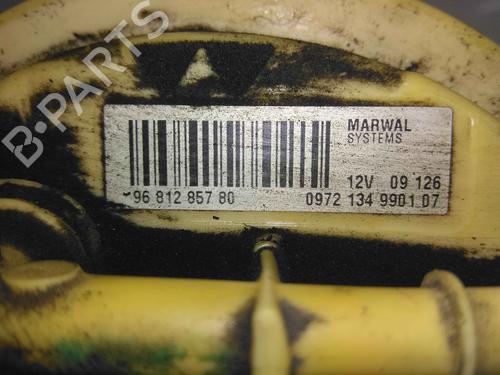 B-PARTS
MARWAL
SYSTEMS
12V 09 126
96 812 857 80
0972 134 9901 07